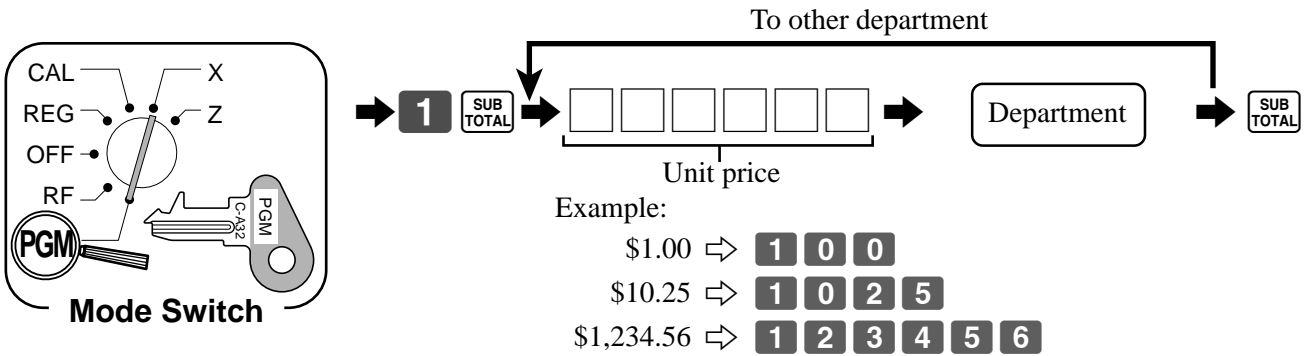 To other department
CAL X
REG Z
OFF
RF
PGM
PGM
C-A32
Mode Switch
1 SUB TOTAL
Unit price
Department
SUB TOTAL
Example:
$1.00 ⇨ 1 0 0
$10.25 ⇨ 1 0 2 5
$1,234.56 ⇨ 1 2 3 4 5 6